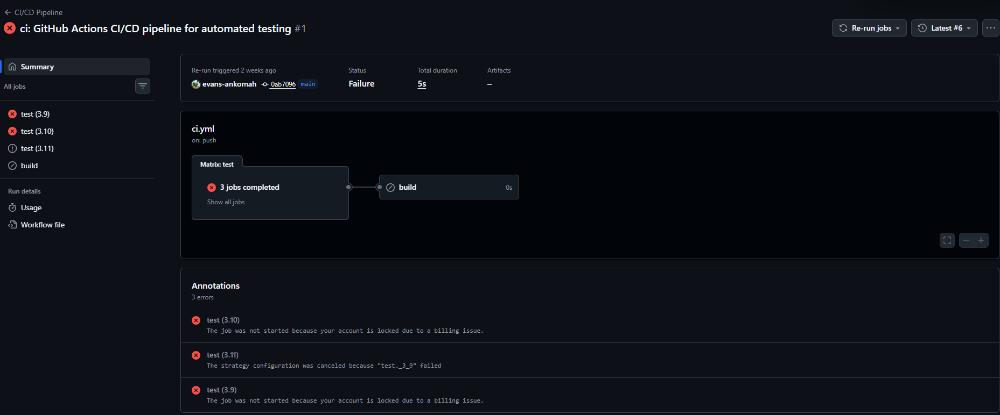 CI/CD Pipeline
ci: GitHub Actions CI/CD pipeline for automated testing #1
Re-run jobs
Latest #6
Summary
All jobs
test (3.9)
test (3.10)
test (3.11)
build
Run details
Usage
Workflow file
Re-run triggered 2 weeks ago
evans-ankomah 0ab7096 main
Status
Failure
Total duration
5s
Artifacts
–
ci.yml
on: push
Matrix: test
3 jobs completed
Show all jobs
build 0s
Annotations
3 errors
test (3.10)
The job was not started because your account is locked due to a billing issue.
test (3.11)
The strategy configuration was canceled because "test._3_9" failed
test (3.9)
The job was not started because your account is locked due to a billing issue.